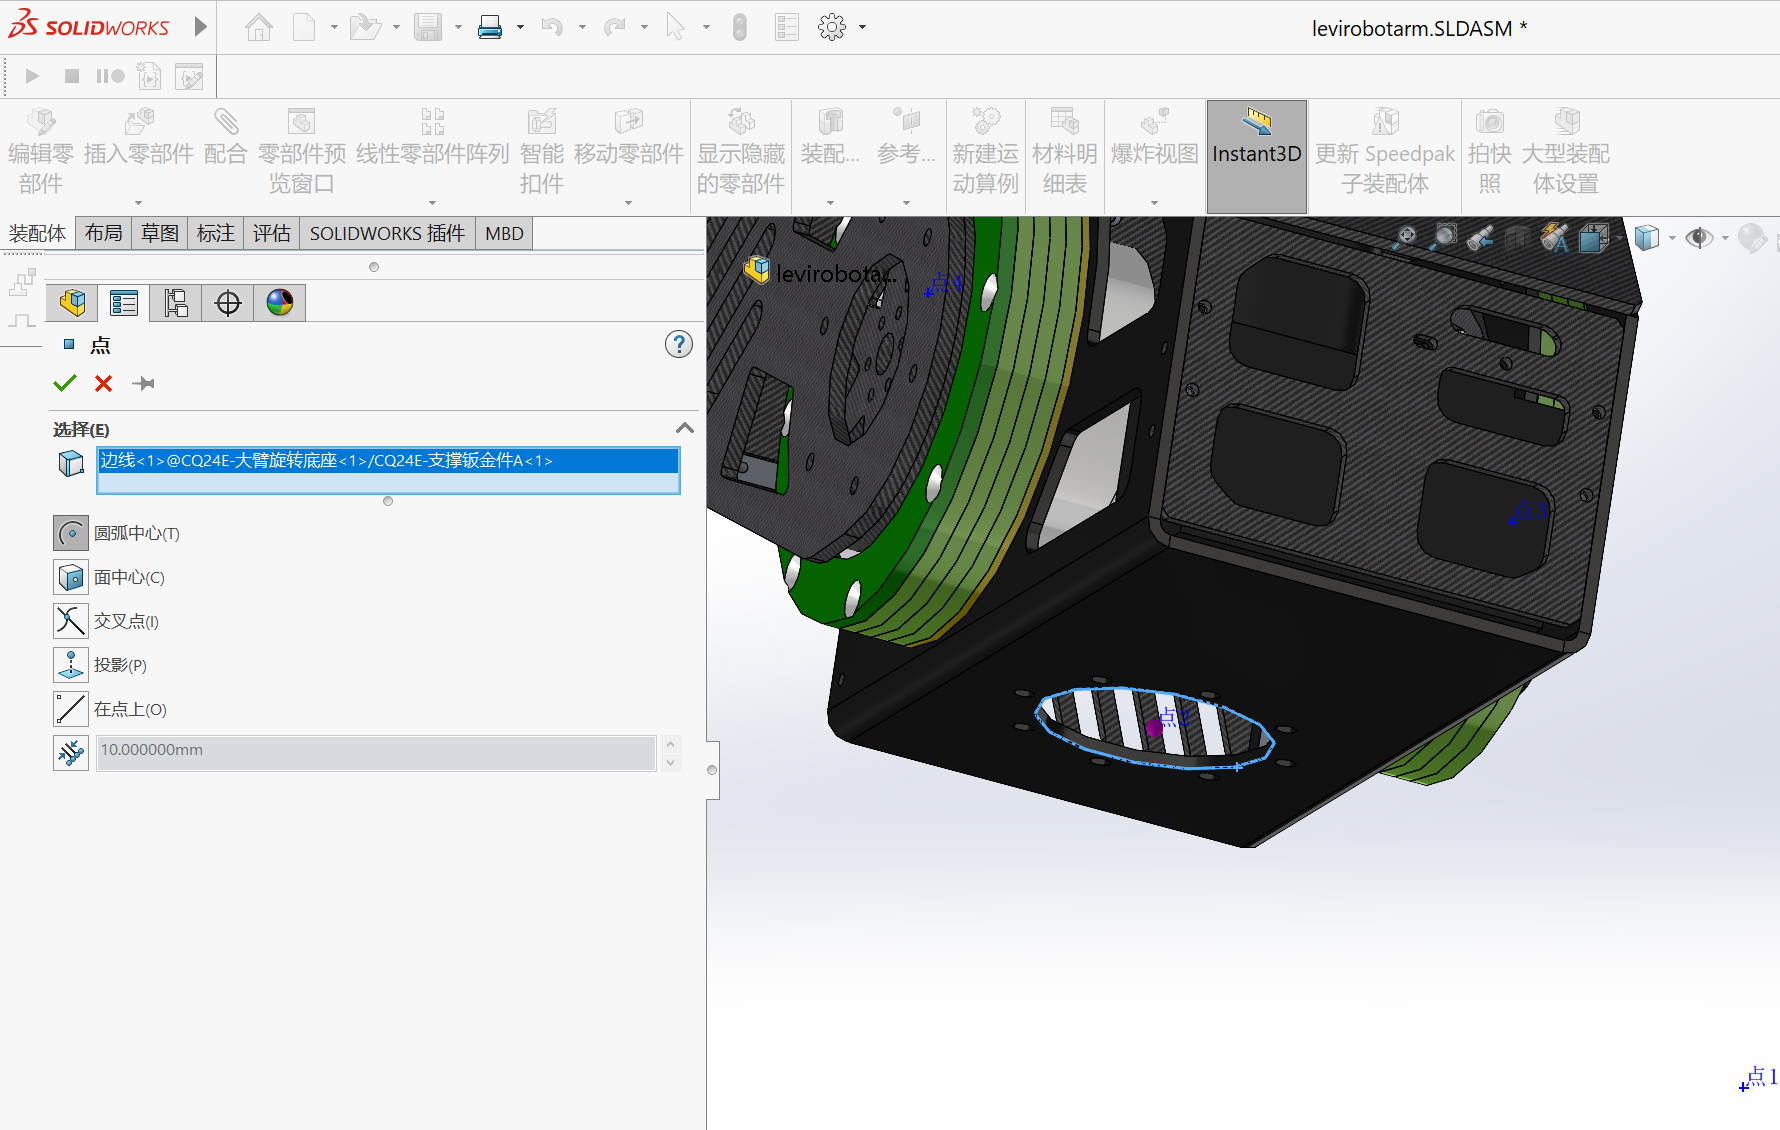 SOLIDWORKS
levirobotarm.SLDASM *
编辑零部件
插入零部件
配合
零部件预览窗口
线性零部件阵列
智能扣件
移动零部件
显示隐藏的零部件
装配...
参考...
新建运动算例
材料明细表
爆炸视图
Instant3D
更新 Speedpak 子装配体
拍快照
大型装配体设置
装配体 布局 草图 标注 评估 SOLIDWORKS 插件 MBD
levirobota...
点4
点
?
选择(E)
边线<1>@CQ24E-大臂旋转底座<1>/CQ24E-支撑钣金件A<1>
圆弧中心(T)
面中心(C)
交叉点(I)
投影(P)
在点上(O)
10.000000mm
点3
点2
点1